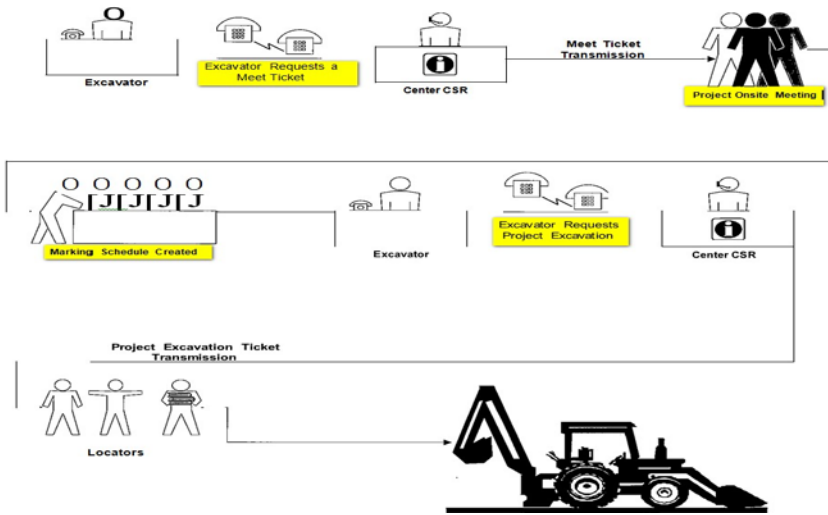 Excavator
Excavator Requests a
Meet Ticket
Center CSR
Meet Ticket
Transmission
Project Onsite Meeting
Marking Schedule Created
Excavator
Excavator Requests
Project Excavation
Center CSR
Project Excavation Ticket
Transmission
Locators